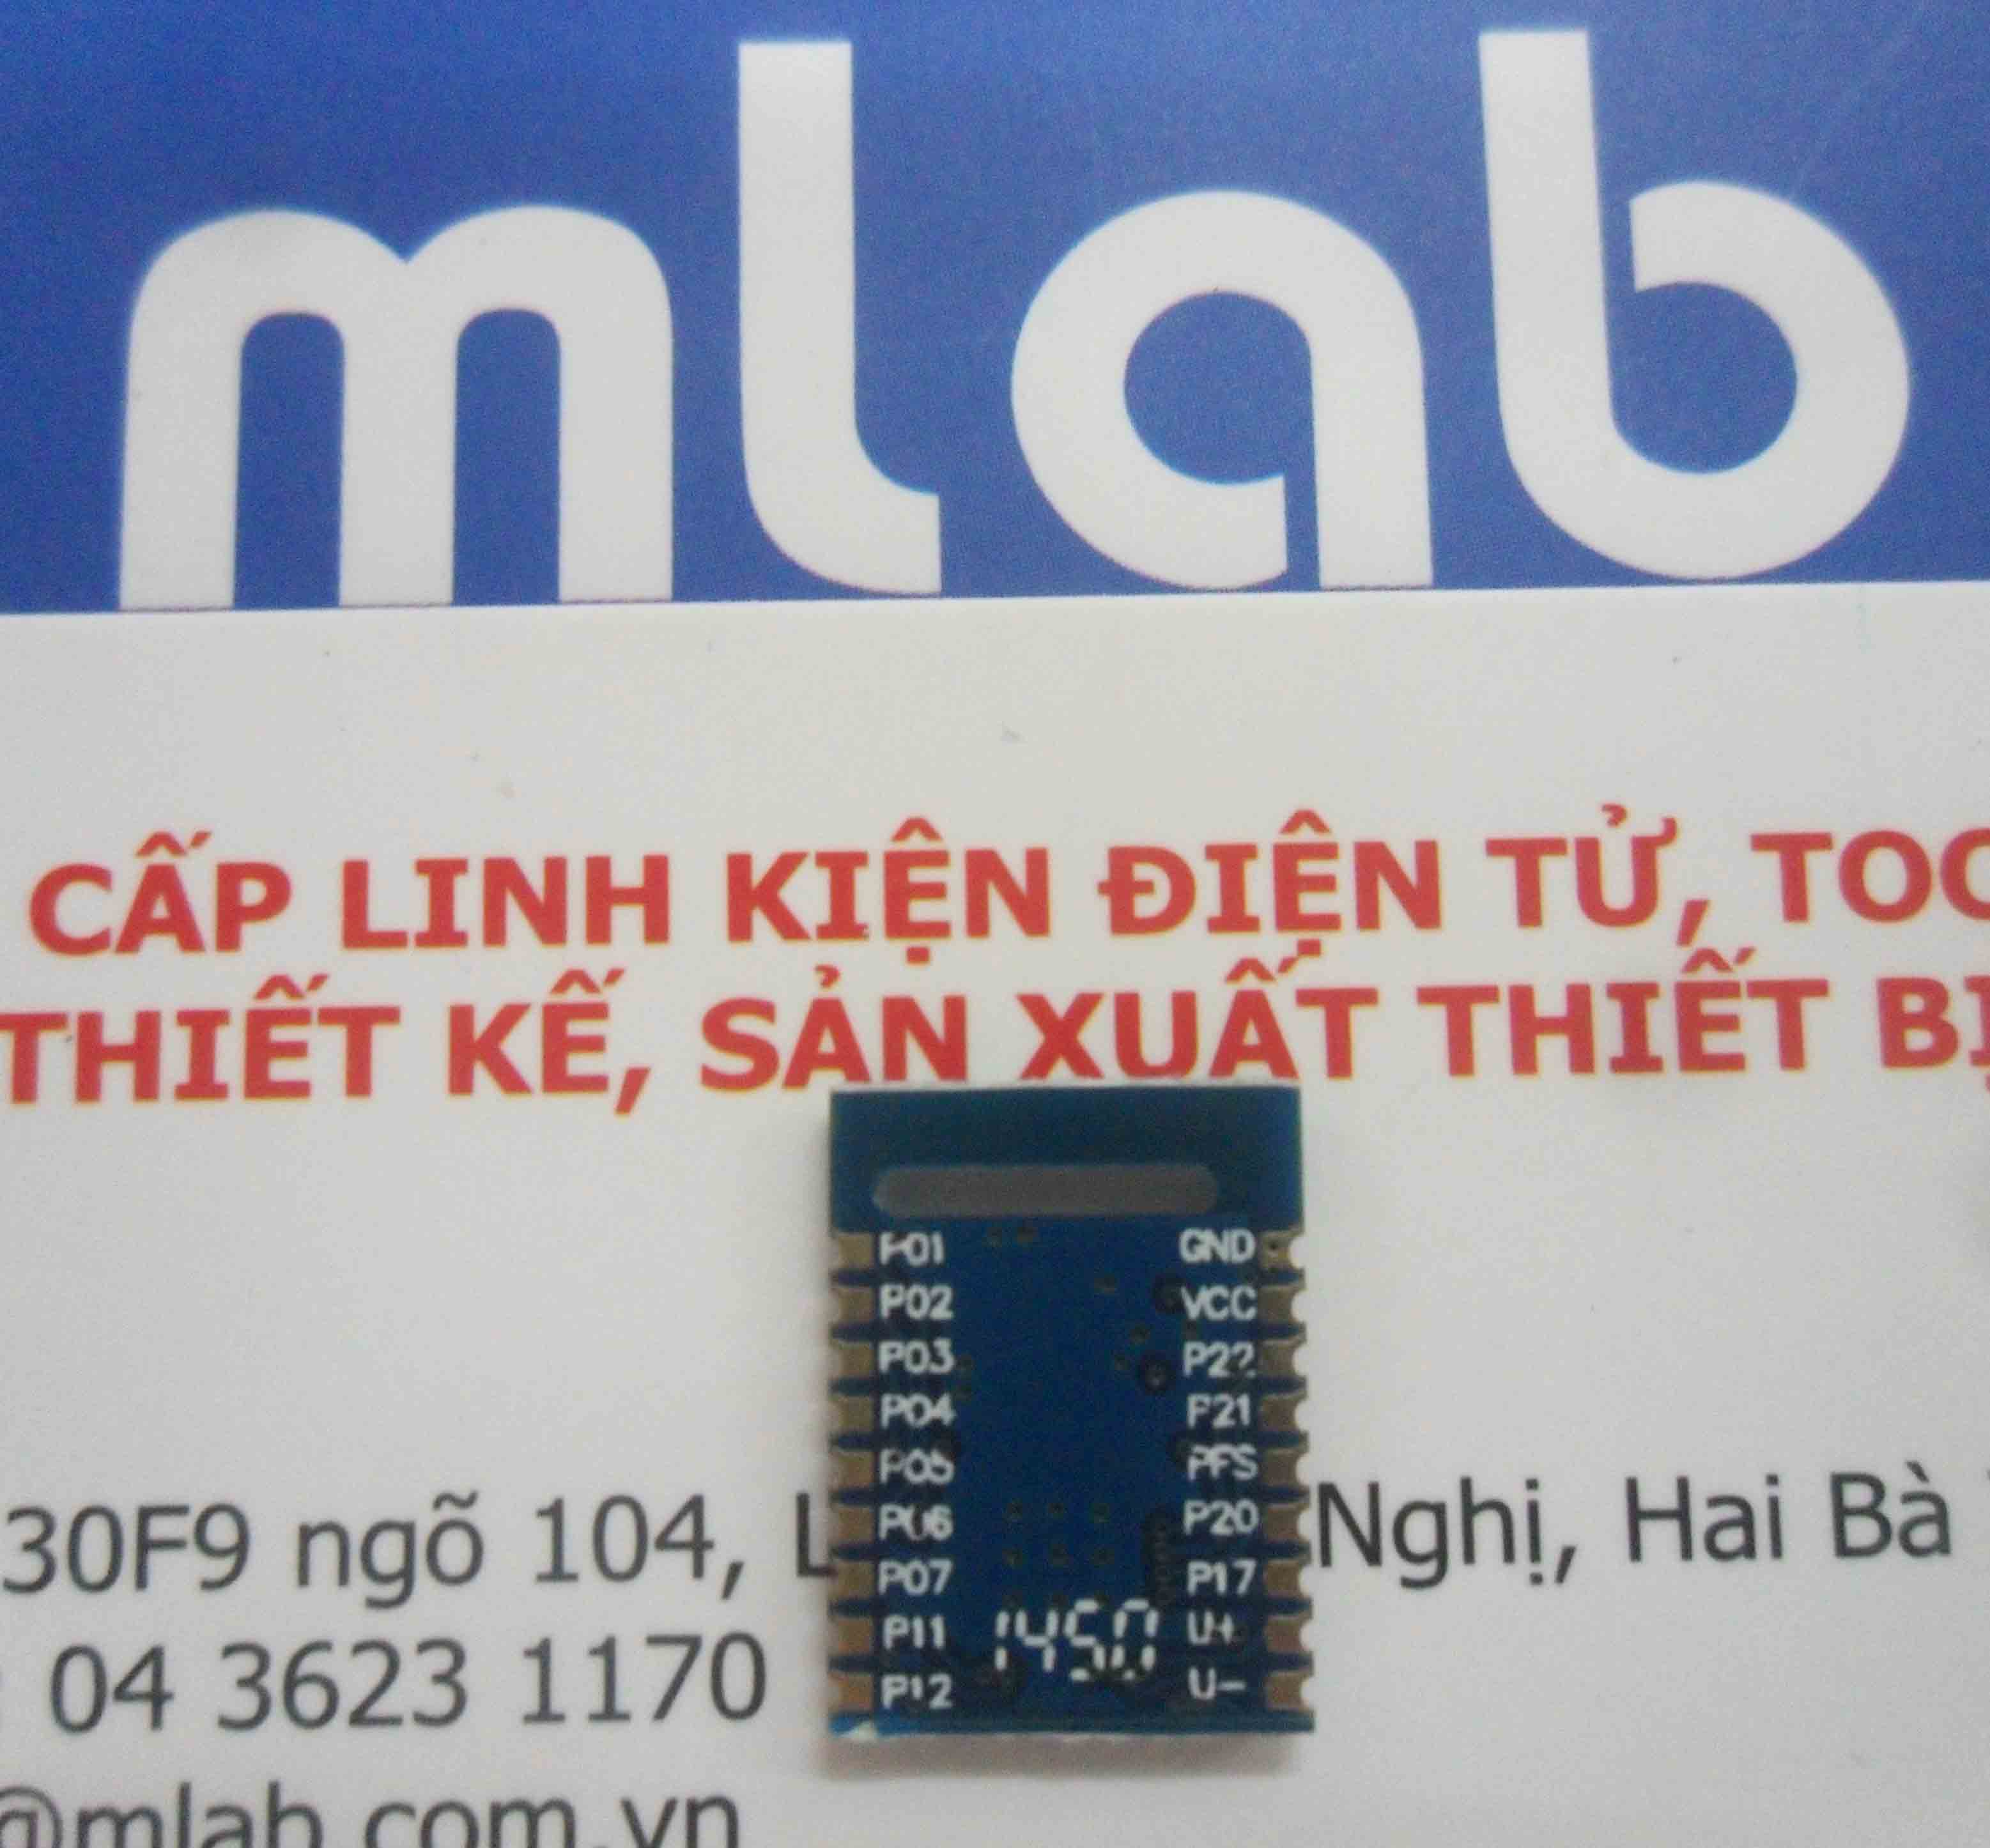 mlab
CẤP LINH KIỆN ĐIỆN TỬ,
THIẾT KẾ, SẢN XUẤT THIẾT BỊ
30F9 ngõ 104, Nghị, Hai Bà
04 3623 1170
@mlab.com.vn
P01 GND
P02 VCC
P03 P22
P04 P21
P05 PFS
P06 P20
P07 P17
P11 U+
P12 U-
1450